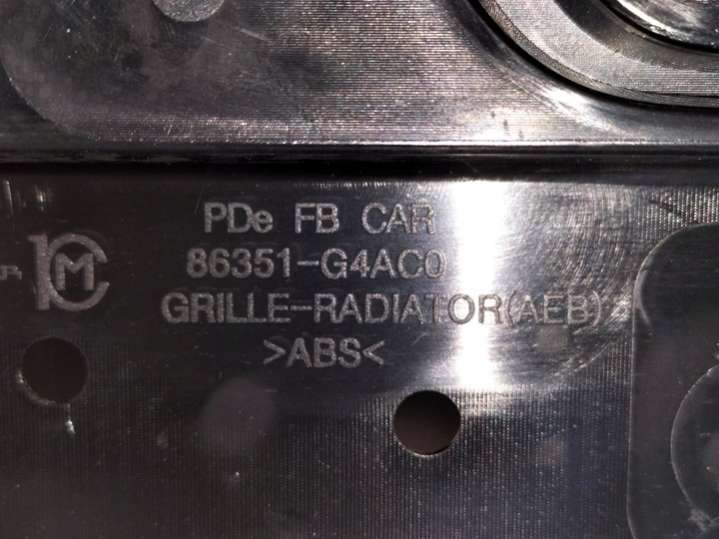 PDe FB CAR
86351-G4AC0
GRILLE-RADIATOR(AEB)
>ABS<